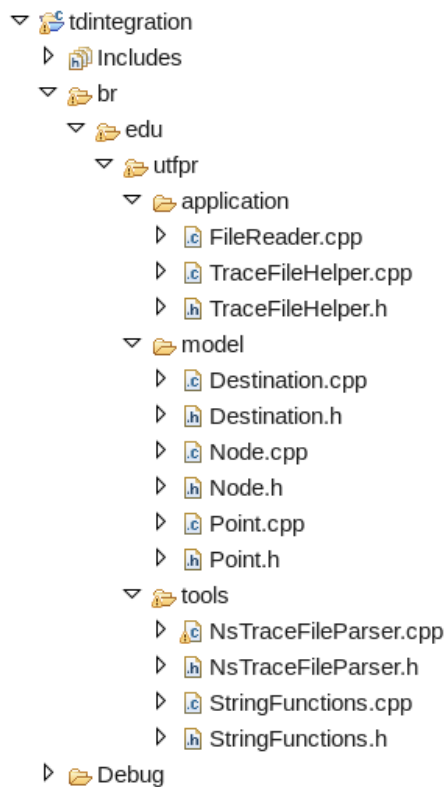 tdintegration
Includes
br
edu
utfpr
application
FileReader.cpp
TraceFileHelper.cpp
TraceFileHelper.h
model
Destination.cpp
Destination.h
Node.cpp
Node.h
Point.cpp
Point.h
tools
NsTraceFileParser.cpp
NsTraceFileParser.h
StringFunctions.cpp
StringFunctions.h
Debug